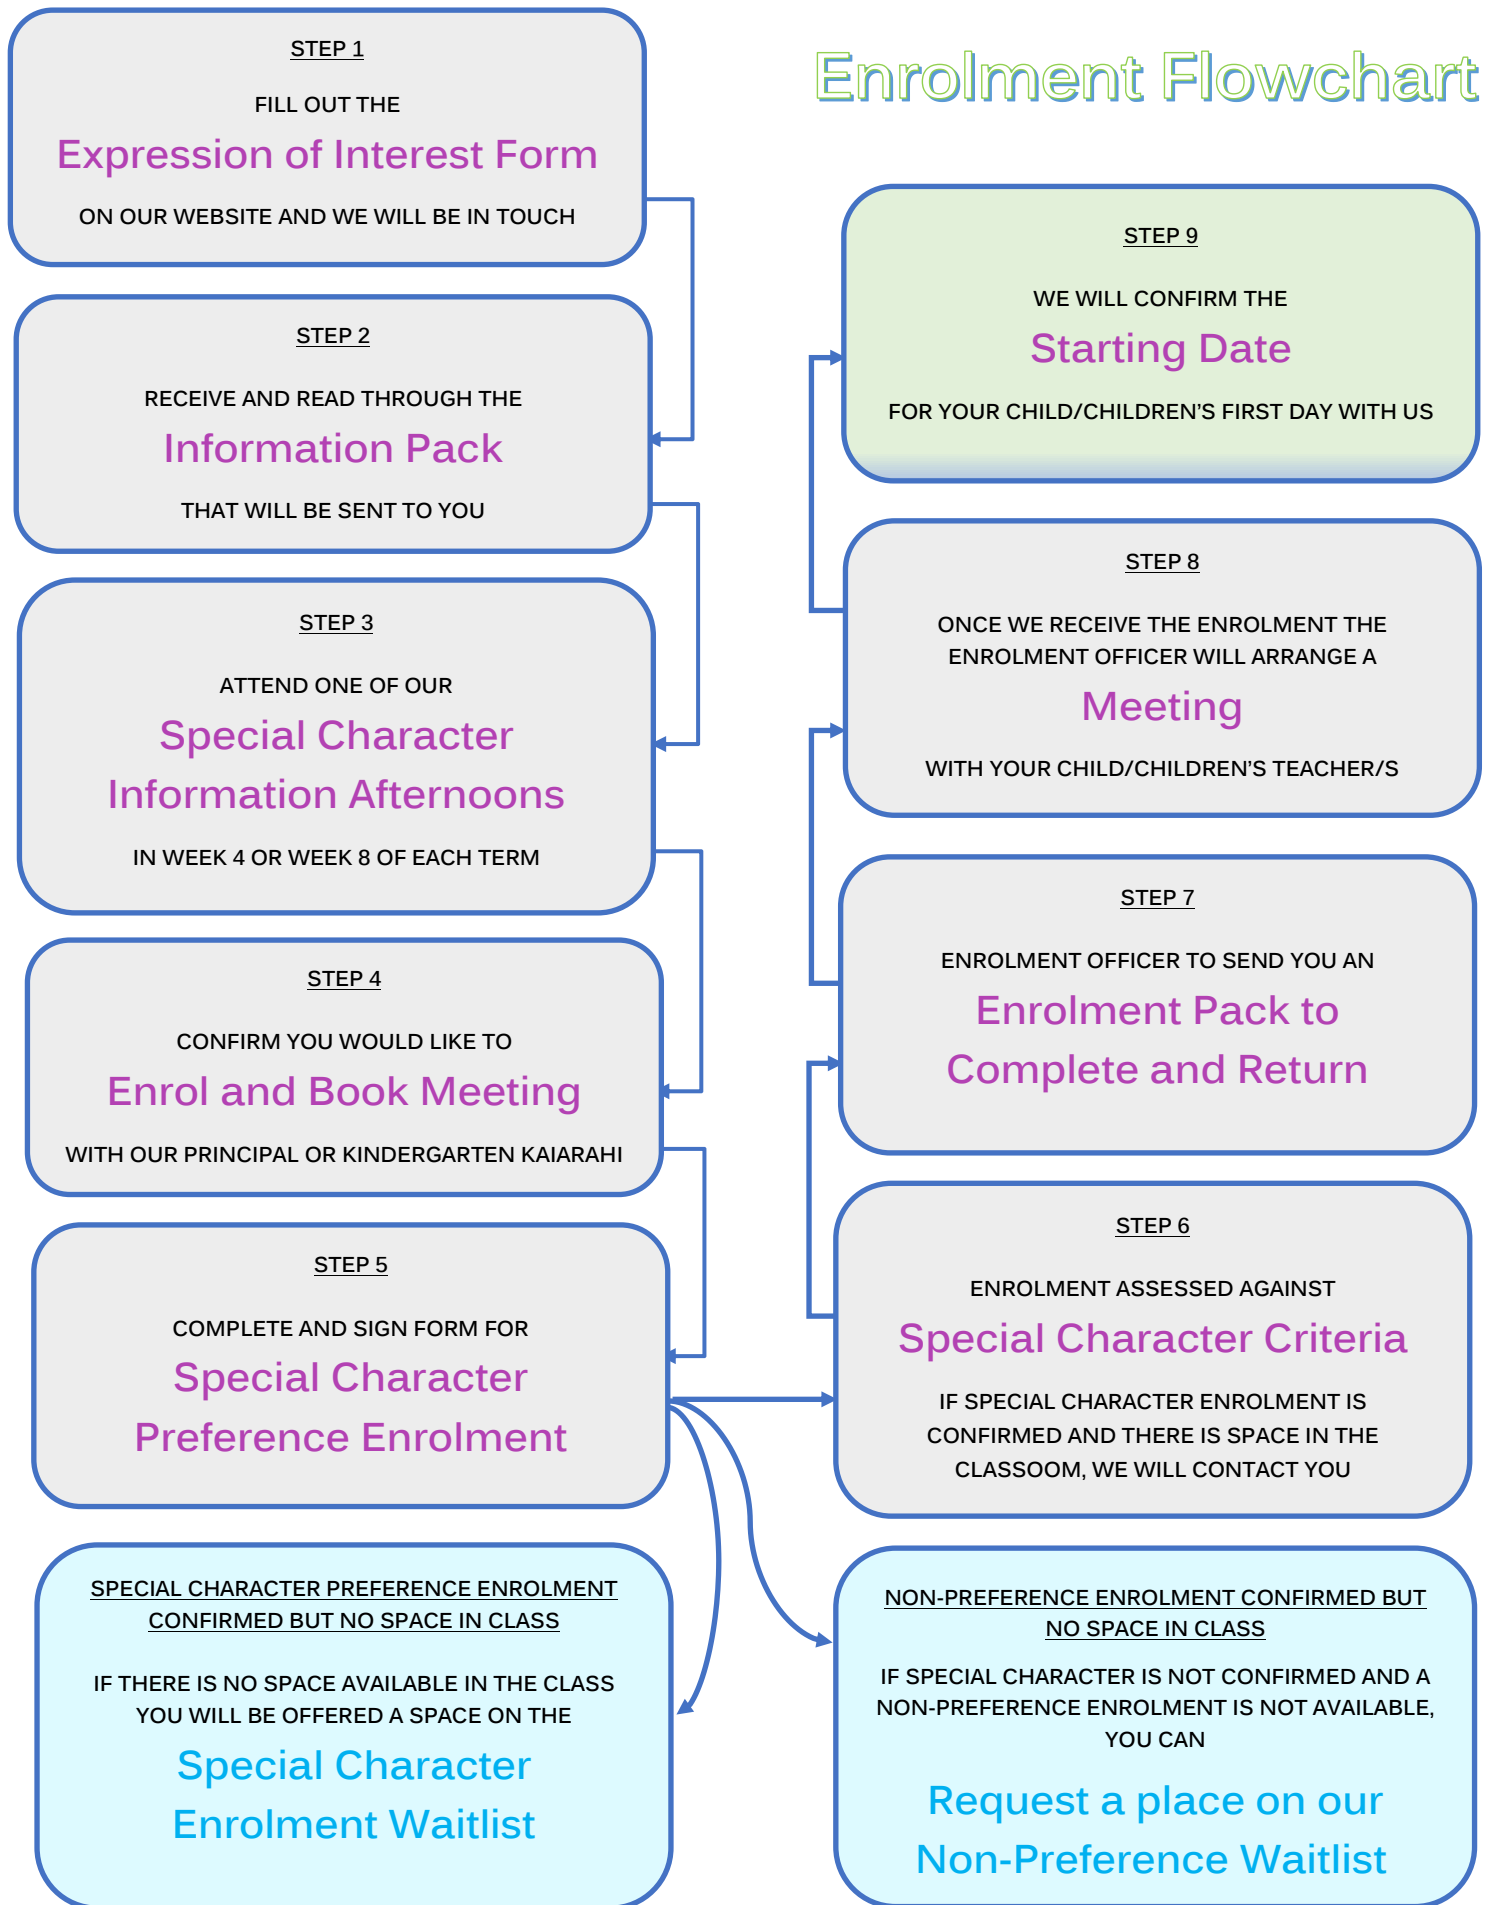 Enrolment Flowchart
STEP 1
FILL OUT THE
Expression of Interest Form
ON OUR WEBSITE AND WE WILL BE IN TOUCH
STEP 2
RECEIVE AND READ THROUGH THE
Information Pack
THAT WILL BE SENT TO YOU
STEP 3
ATTEND ONE OF OUR
Special Character
Information Afternoons
IN WEEK 4 OR WEEK 8 OF EACH TERM
STEP 4
CONFIRM YOU WOULD LIKE TO
Enrol and Book Meeting
WITH OUR PRINCIPAL OR KINDERGARTEN KAIARAHI
STEP 5
COMPLETE AND SIGN FORM FOR
Special Character
Preference Enrolment
SPECIAL CHARACTER PREFERENCE ENROLMENT
CONFIRMED BUT NO SPACE IN CLASS
IF THERE IS NO SPACE AVAILABLE IN THE CLASS
YOU WILL BE OFFERED A SPACE ON THE
Special Character
Enrolment Waitlist
STEP 9
WE WILL CONFIRM THE
Starting Date
FOR YOUR CHILD/CHILDREN’S FIRST DAY WITH US
STEP 8
ONCE WE RECEIVE THE ENROLMENT THE
ENROLMENT OFFICER WILL ARRANGE A
Meeting
WITH YOUR CHILD/CHILDREN’S TEACHER/S
STEP 7
ENROLMENT OFFICER TO SEND YOU AN
Enrolment Pack to
Complete and Return
STEP 6
ENROLMENT ASSESSED AGAINST
Special Character Criteria
IF SPECIAL CHARACTER ENROLMENT IS
CONFIRMED AND THERE IS SPACE IN THE
CLASSOOM, WE WILL CONTACT YOU
NON-PREFERENCE ENROLMENT CONFIRMED BUT
NO SPACE IN CLASS
IF SPECIAL CHARACTER IS NOT CONFIRMED AND A
NON-PREFERENCE ENROLMENT IS NOT AVAILABLE,
YOU CAN
Request a place on our
Non-Preference Waitlist